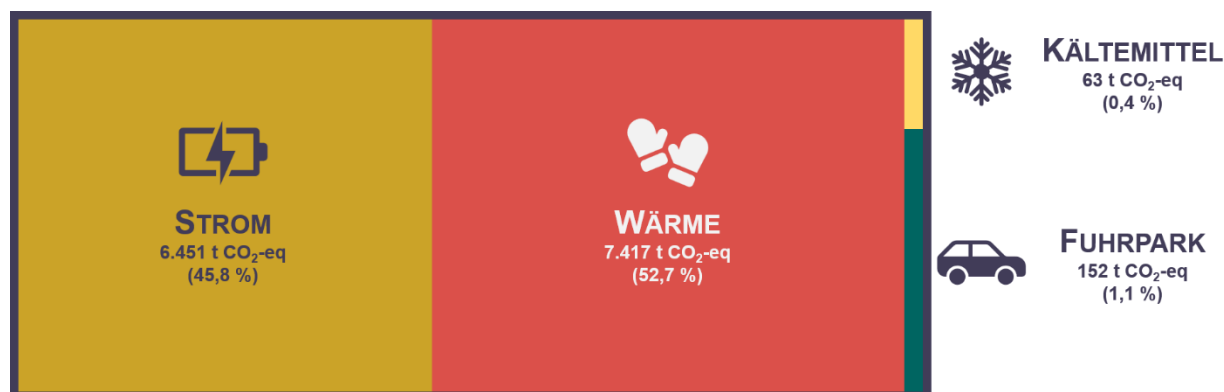 STROM
6.451 t CO₂-eq
(45,8 %)
WÄRME
7.417 t CO₂-eq
(52,7 %)
KÄLTEMITTEL
63 t CO₂-eq
(0,4 %)
FUHRPARK
152 t CO₂-eq
(1,1 %)